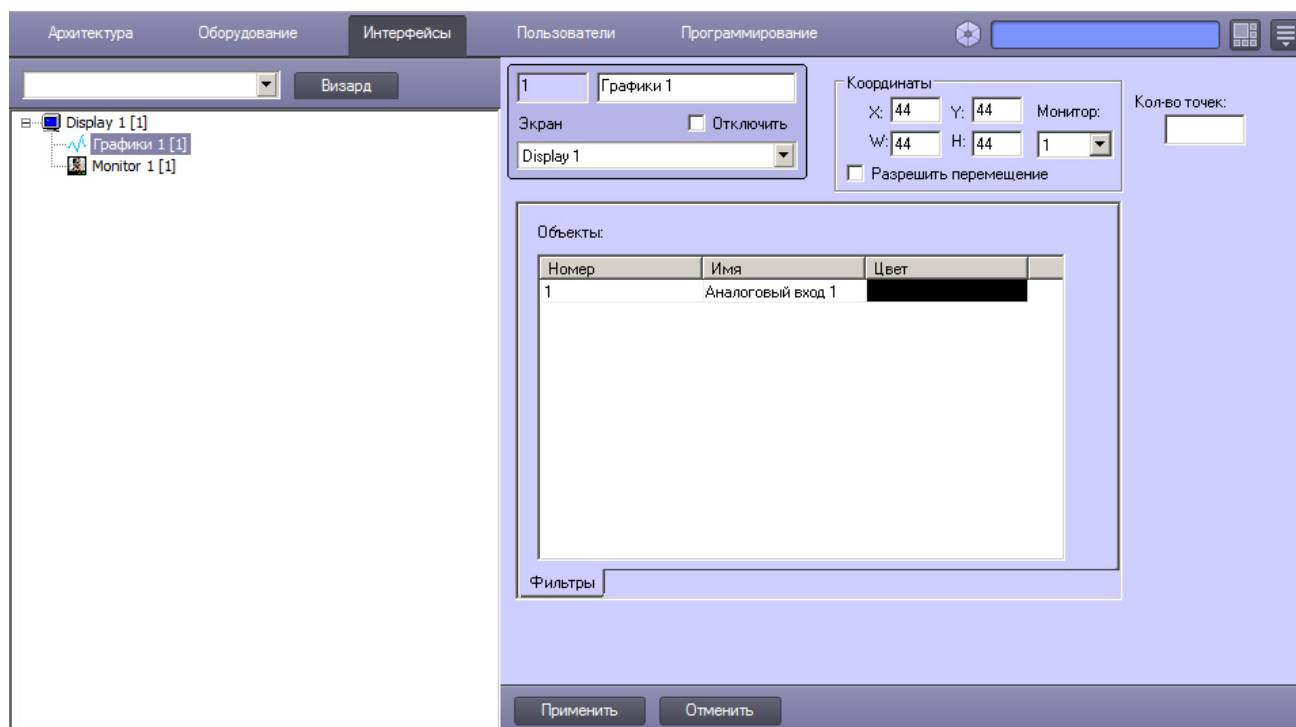 Архитектура Оборудование Интерфейсы Пользователи Программирование
Визард
Display 1 [1]
Графики 1 [1]
Monitor 1 [1]
1 Графики 1
Экран Отключить
Display 1
Координаты
X: 44 Y: 44 Монитор:
W: 44 H: 44 1
Разрешить перемещение
Кол-во точек:
Объекты:
Номер Имя Цвет
1 Аналоговый вход 1
Фильтры
Применить Отменить